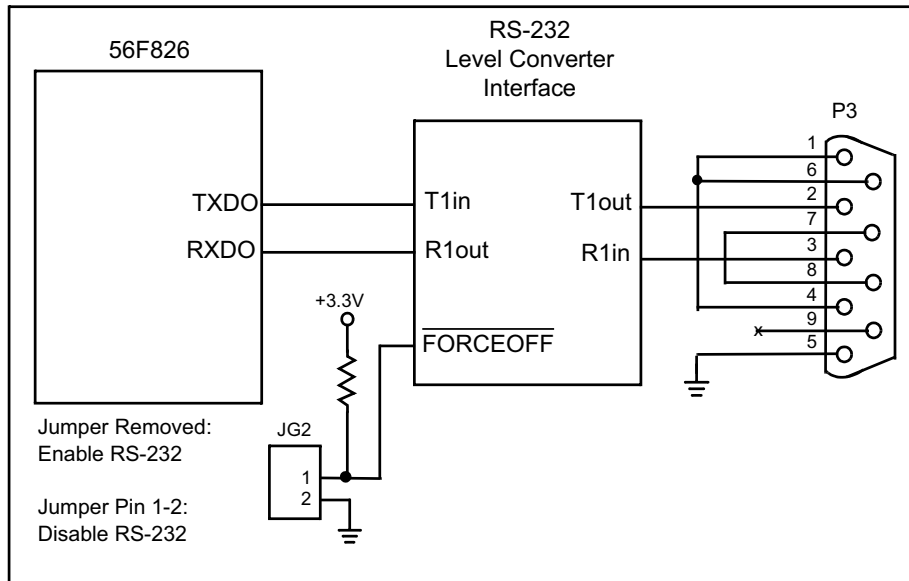 56F826
RS-232
Level Converter
Interface
P3
TXDO
RXDO
T1in
R1out
FORCEOFF
T1out
R1in
1
6
2
7
3
8
4
9
x
5
+3.3V
JG2
1
2
Jumper Removed:
Enable RS-232
Jumper Pin 1-2:
Disable RS-232